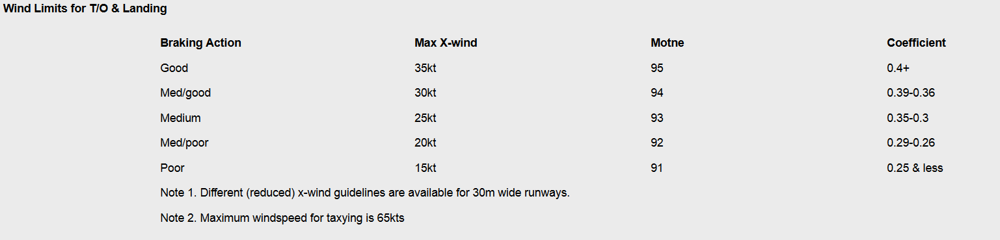 Wind Limits for T/O & Landing
Braking Action Max X-wind Motne Coefficient
Good 35kt 95 0.4+
Med/good 30kt 94 0.39-0.36
Medium 25kt 93 0.35-0.3
Med/poor 20kt 92 0.29-0.26
Poor 15kt 91 0.25 & less
Note 1. Different (reduced) x-wind guidelines are available for 30m wide runways.
Note 2. Maximum windspeed for taxying is 65kts